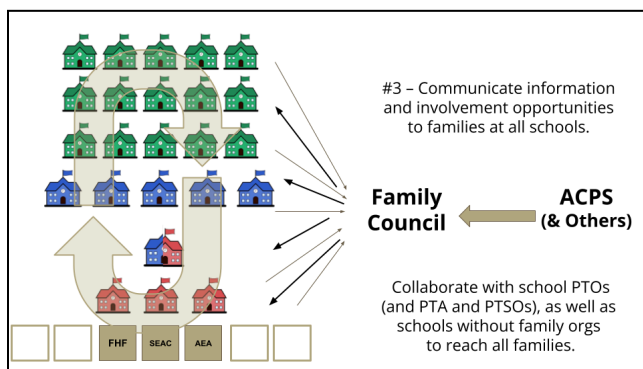 #3 – Communicate information
and involvement opportunities
to families at all schools.
Family
Council
ACPS
(& Others)
Collaborate with school PTOs
(and PTA and PTSOs), as well as
schools without family orgs
to reach all families.
FHF
SEAC
AEA